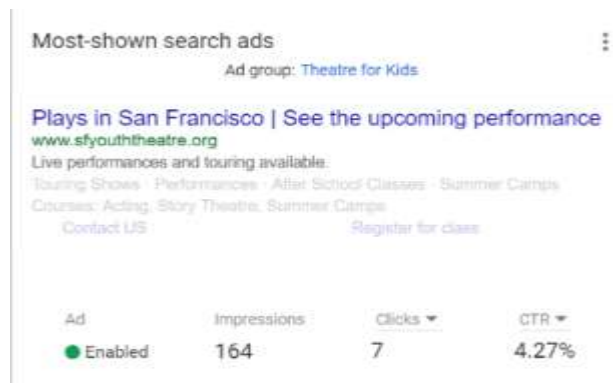 Most-shown search ads
Ad group: Theatre for Kids
Plays in San Francisco | See the upcoming performance
www.sfyouththeatre.org
Live performances and touring available.
Touring Shows · Performances · After School Classes · Summer Camps
Courses: Acting, Story Theatre, Summer Camps
Contact US Register for class
Ad Impressions Clicks CTR
Enabled 164 7 4.27%